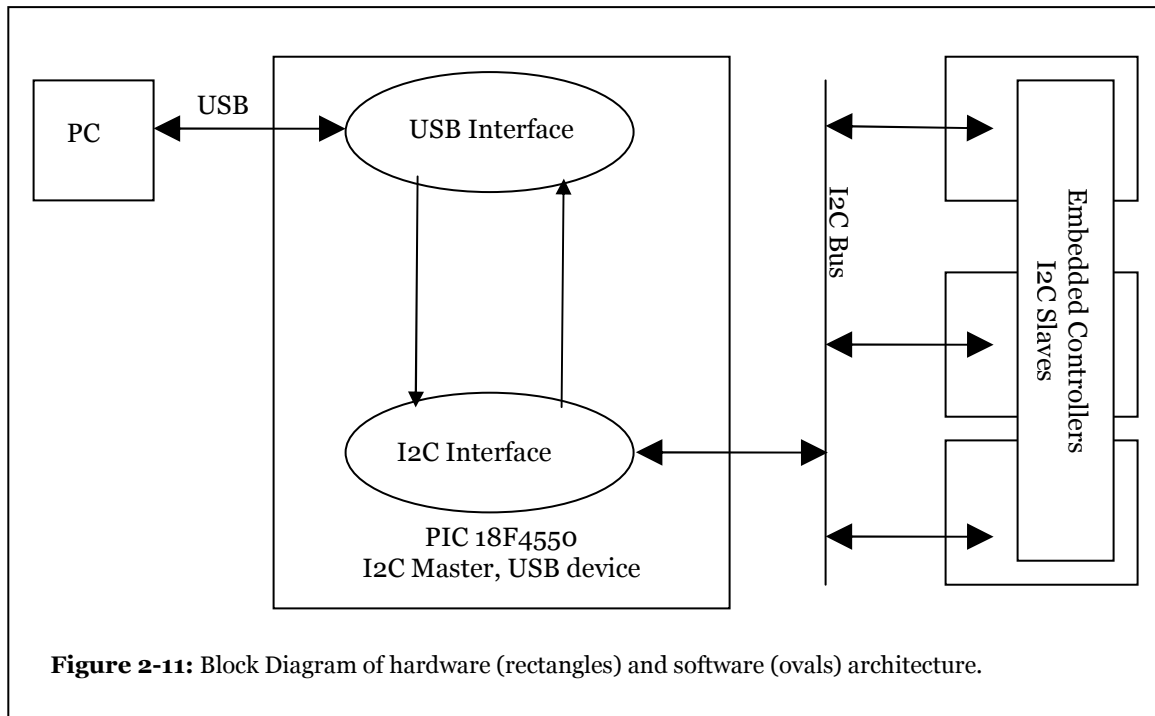 PC
USB
USB Interface
I2C Interface
PIC 18F4550
I2C Master, USB device
I2C Bus
Embedded Controllers
I2C Slaves
Figure 2-11: Block Diagram of hardware (rectangles) and software (ovals) architecture.